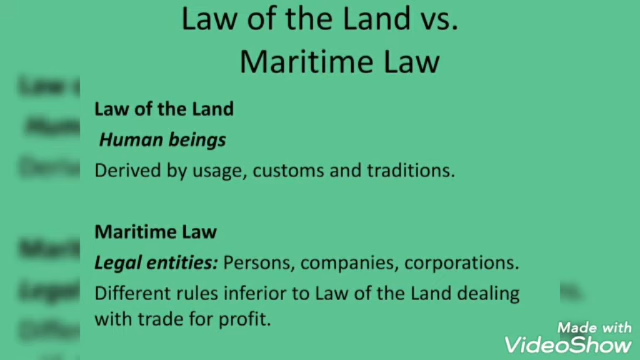 Law of the Land vs.
Maritime Law
Law of the Land
Human beings
Derived by usage, customs and traditions.
Maritime Law
Legal entities: Persons, companies, corporations.
Different rules inferior to Law of the Land dealing
with trade for profit.
Made with
VideoShow